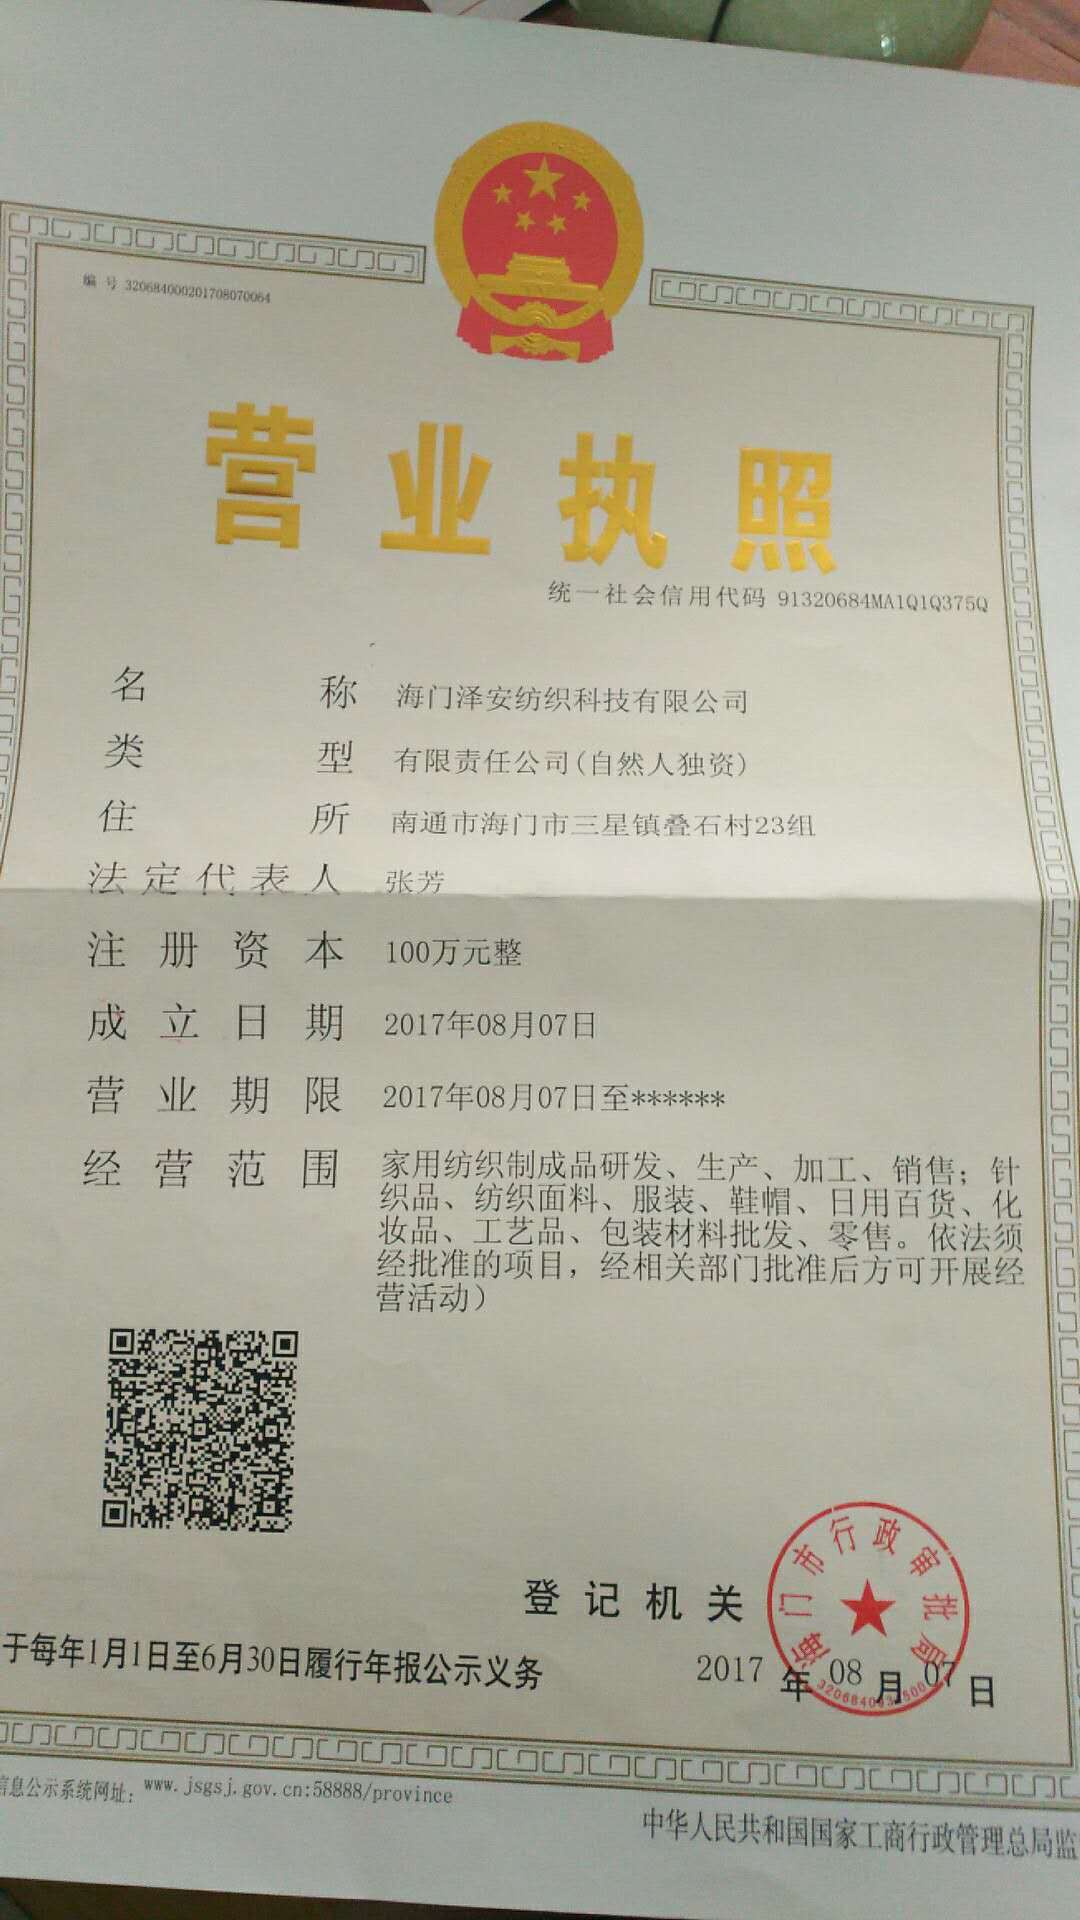 编 号 320684000201708070064
营业执照
统一社会信用代码 91320684MA1Q1Q375Q
名称 海门泽安纺织科技有限公司
类型 有限责任公司(自然人独资)
住所 南通市海门市三星镇叠石村23组
法定代表人 张芳
注册资本 100万元整
成立日期 2017年08月07日
营业期限 2017年08月07日至******
经营范围 家用纺织制成品研发、生产、加工、销售；针
织品、纺织面料、服装、鞋帽、日用百货、化
妆品、工艺品、包装材料批发、零售。依法须
经批准的项目，经相关部门批准后方可开展经
营活动）
登记机关
海门市行政审批局
于每年1月1日至6月30日履行年报公示义务
2017 年 08 月 07 日
信息公示系统网址：www.jsgsj.gov.cn:58888/province
中华人民共和国国家工商行政管理总局监